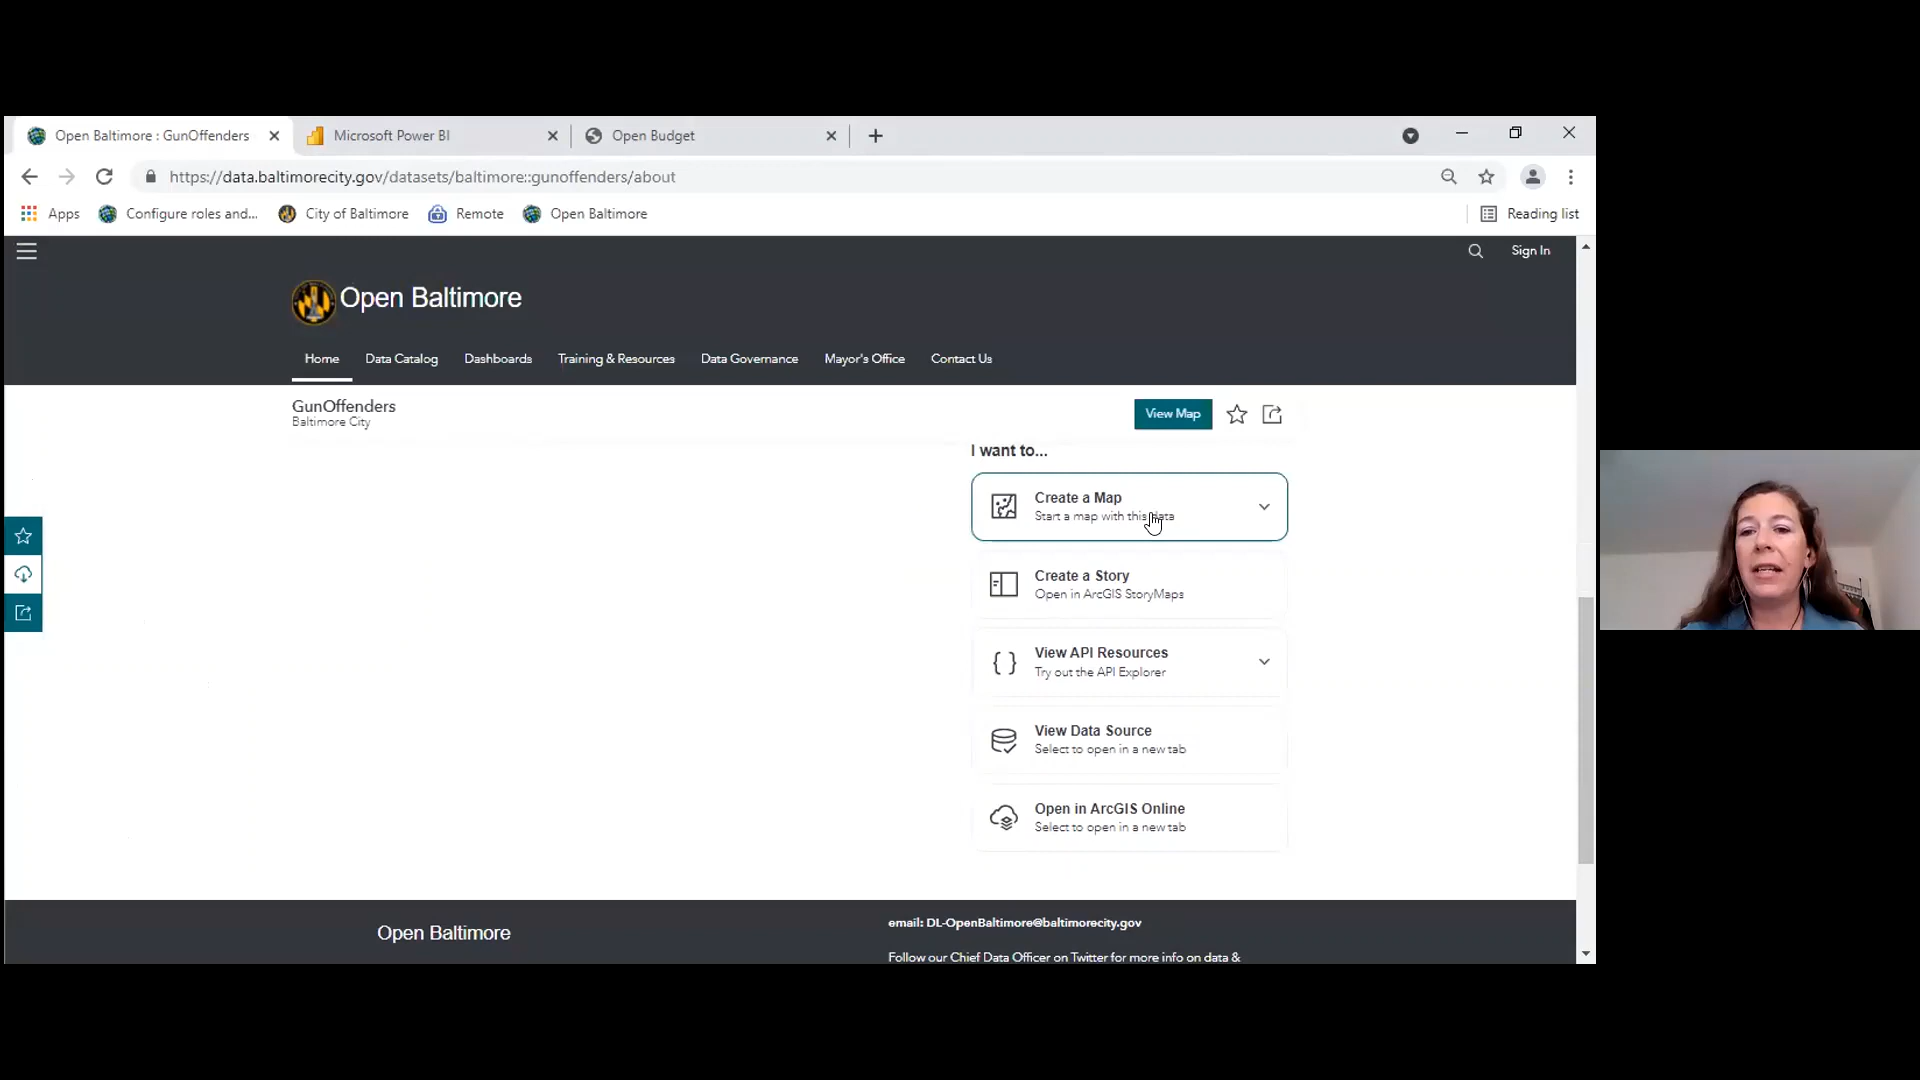 Open Baltimore : GunOffenders
Microsoft Power BI
Open Budget
https://data.baltimorecity.gov/datasets/baltimore::gunoffenders/about
Apps
Configure roles and...
City of Baltimore
Remote
Open Baltimore
Reading list
Sign In
Open Baltimore
Home
Data Catalog
Dashboards
Training & Resources
Data Governance
Mayor's Office
Contact Us
GunOffenders
Baltimore City
View Map
I want to...
Create a Map
Start a map with this data
Create a Story
Open in ArcGIS StoryMaps
View API Resources
Try out the API Explorer
View Data Source
Select to open in a new tab
Open in ArcGIS Online
Select to open in a new tab
Open Baltimore
email: DL-OpenBaltimore@baltimorecity.gov
Follow our Chief Data Officer on Twitter for more info on data &